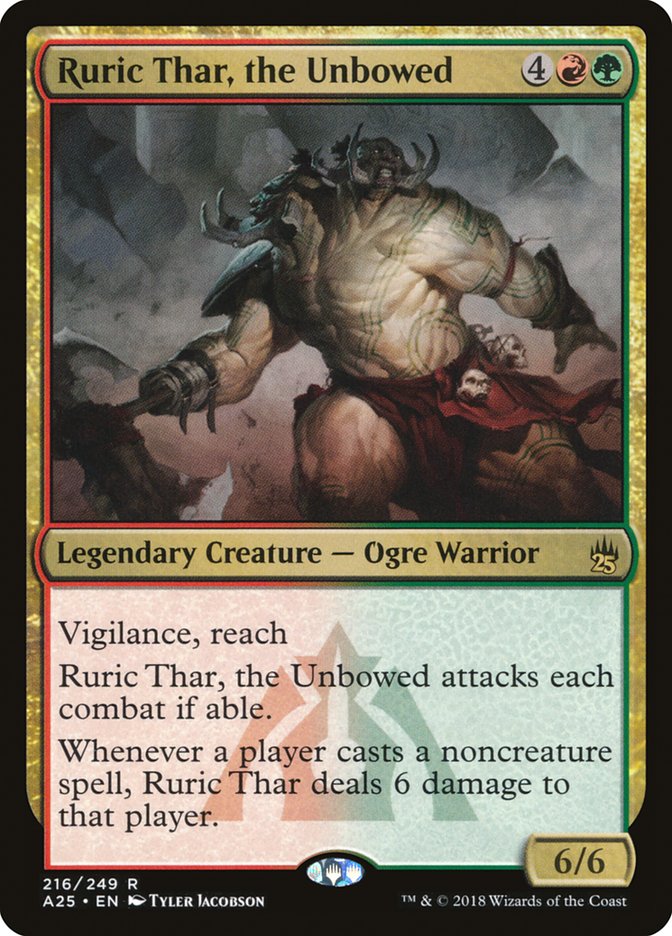 Ruric Thar, the Unbowed 4
Legendary Creature — Ogre Warrior
25
Vigilance, reach
Ruric Thar, the Unbowed attacks each
combat if able.
Whenever a player casts a noncreature
spell, Ruric Thar deals 6 damage to
that player.
6/6
216/249 R
A25 • EN Tyler Jacobson
™ & © 2018 Wizards of the Coast